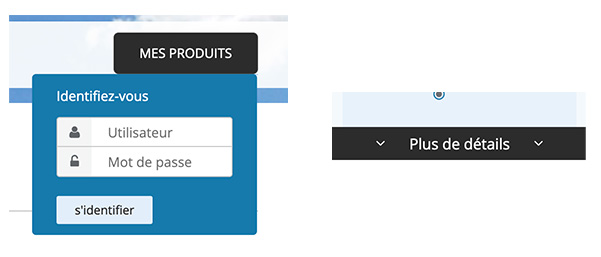 MES PRODUITS
Identifiez-vous
Utilisateur
Mot de passe
s'identifier
Plus de détails